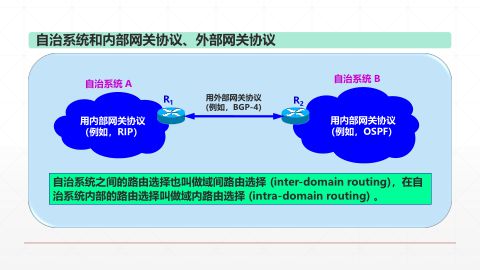 自治系统和内部网关协议、外部网关协议
自治系统 A
自治系统 B
R1
用外部网关协议
(例如，BGP-4)
R2
用内部网关协议
(例如，RIP)
用内部网关协议
(例如，OSPF)
自治系统之间的路由选择也叫做域间路由选择 (inter-domain routing)，在自
治系统内部的路由选择叫做域内路由选择 (intra-domain routing) 。